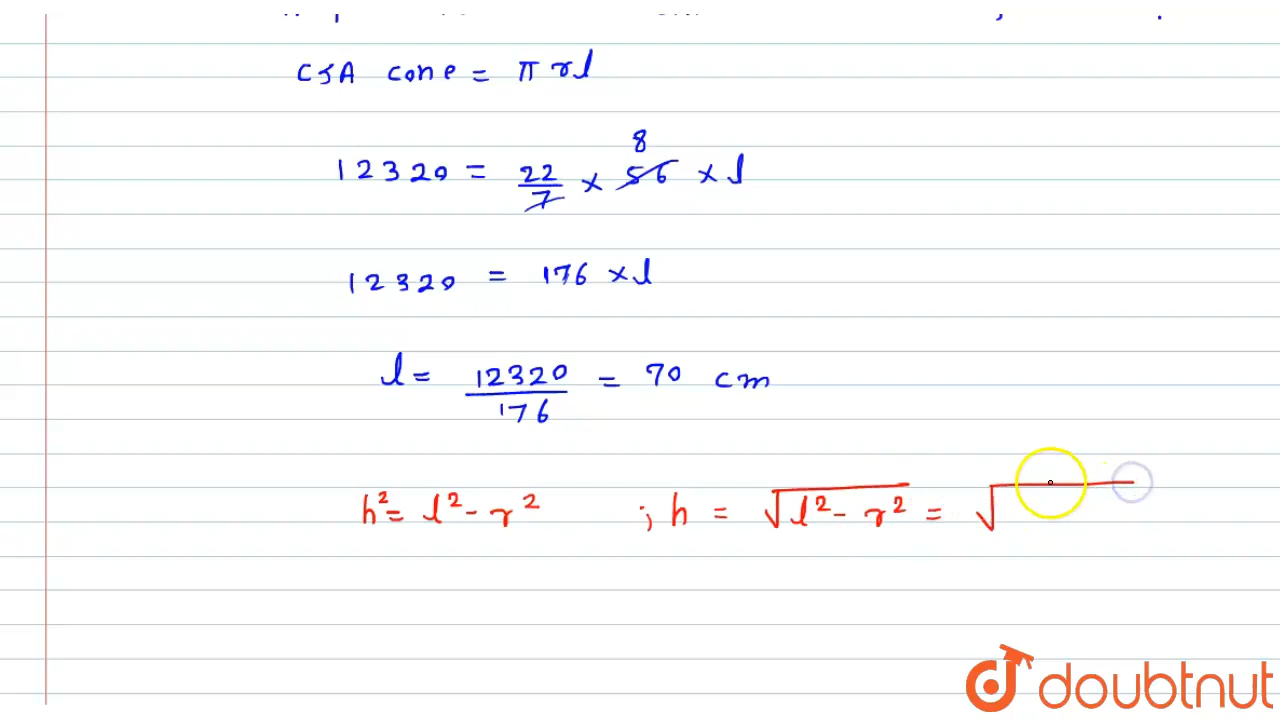 CSA cone = π r l
8
12320 = 22/7 × 56 × l
12320 = 176 × l
l = 12320/176 = 70 cm
h² = l² - r² ; h = √l² - r² = √
doubtnut